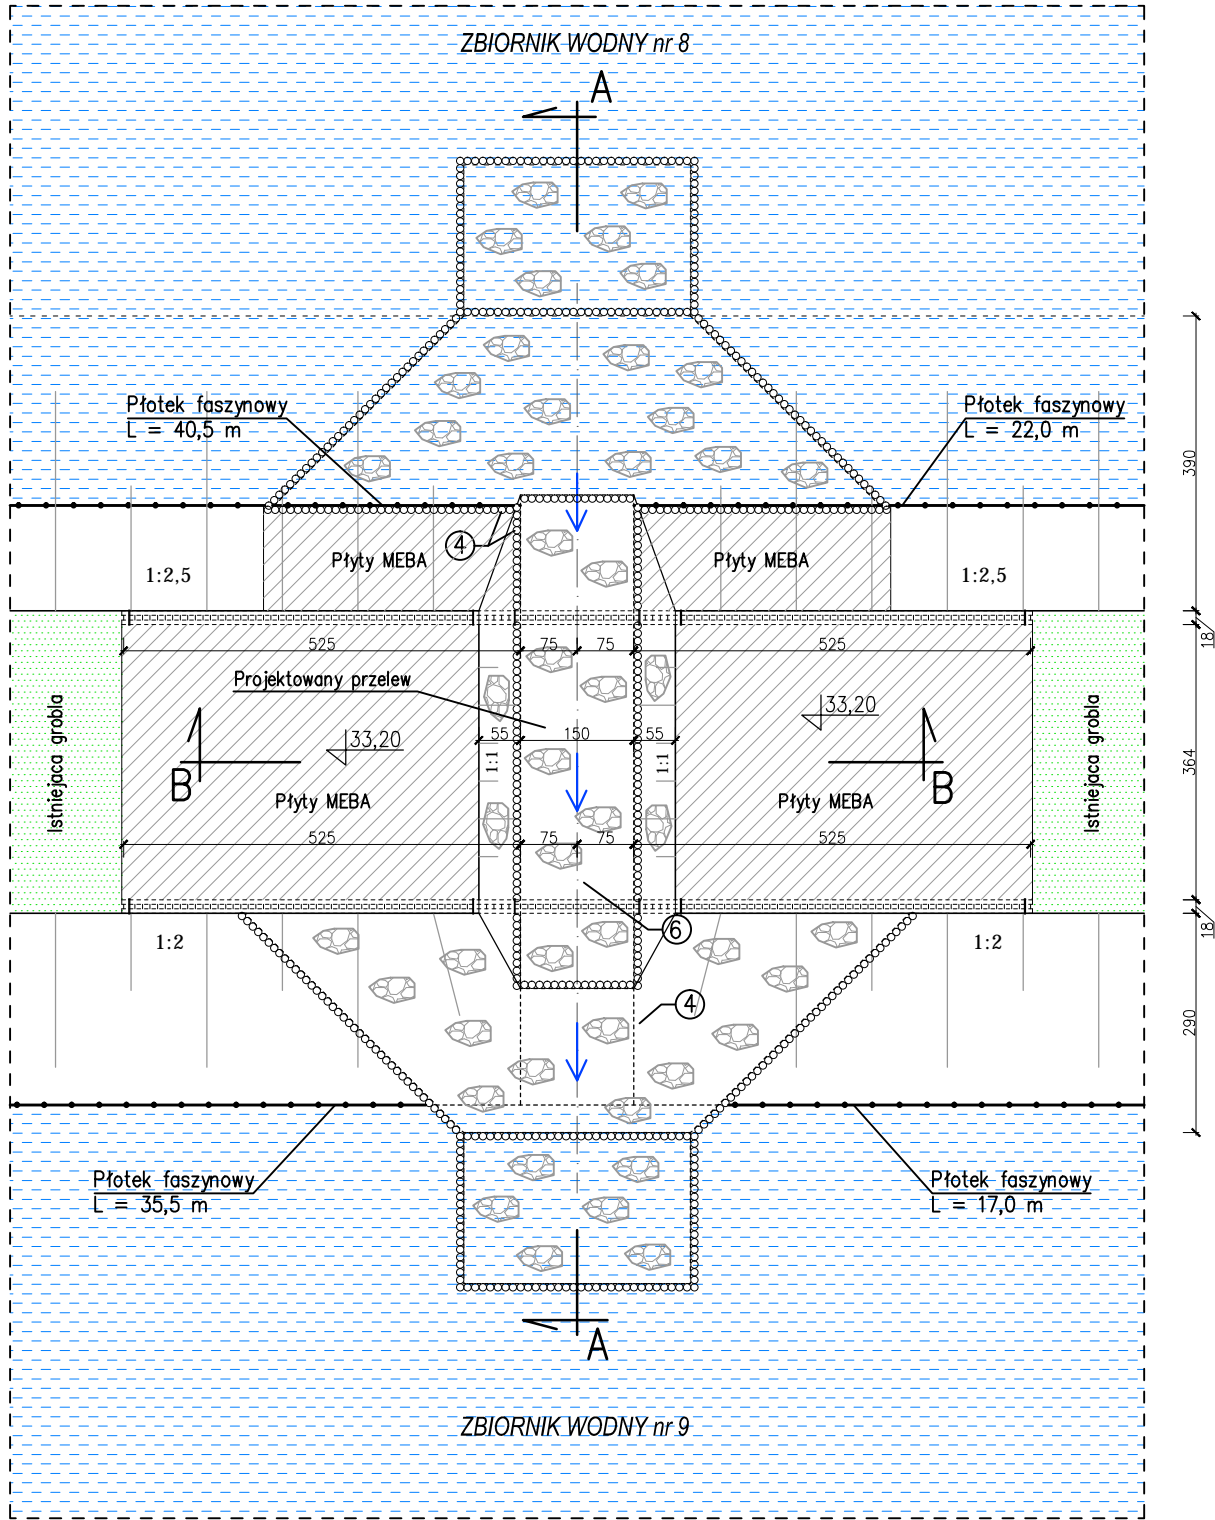 ZBIORNIK WODNY nr 8
A
Płotek faszynowy
L = 40,5 m
Płotek faszynowy
L = 22,0 m
390
4
Płyty MEBA
Płyty MEBA
1:2,5
1:2,5
18
525
75
75
525
Projektowany przelew
33,20
33,20
55
150
55
Istniejaca grobla
Istniejaca grobla
B
B
1:1
1:1
364
Płyty MEBA
Płyty MEBA
525
75
75
525
18
6
1:2
1:2
4
290
Płotek faszynowy
L = 35,5 m
Płotek faszynowy
L = 17,0 m
A
ZBIORNIK WODNY nr 9